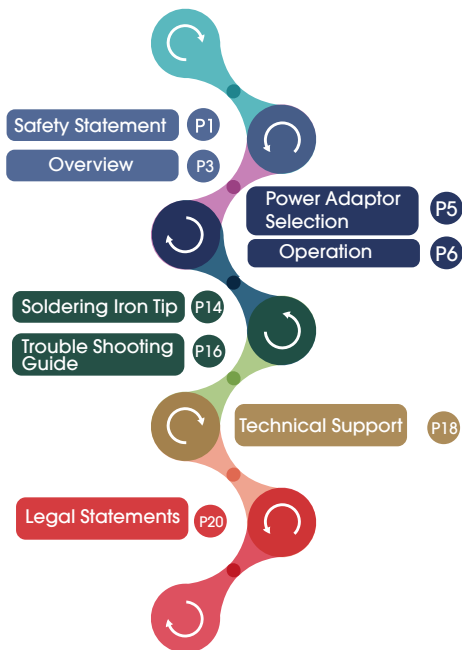 Safety Statement P1
Overview P3
Power Adaptor
Selection P5
Operation P6
Soldering Iron Tip P14
Trouble Shooting
Guide P16
Technical Support P18
Legal Statements P20